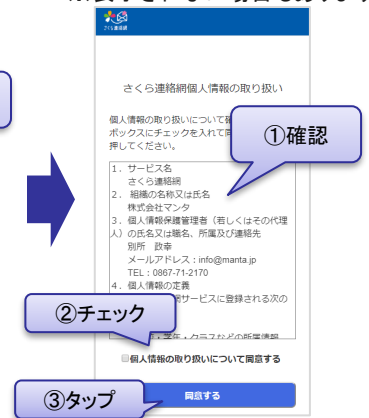 さくら連絡網
さくら連絡網個人情報の取り扱い
個人情報の取り扱いについて
ボックスにチェックを入れて同
押してください。
①確認
1. サービス名
さくら連絡網
2. 組織の名称又は氏名
株式会社マンタ
3. 個人情報保護管理者（若しくはその代理
人）の氏名又は職名、所属及び連絡先
別所 政幸
メールアドレス：info@manta.jp
TEL：0867-71-2170
4. 個人情報の定義
サービスに登録される次の
②チェック
・学年・クラスなどの所属情報
個人情報の取り扱いについて同意する
③タップ
同意する